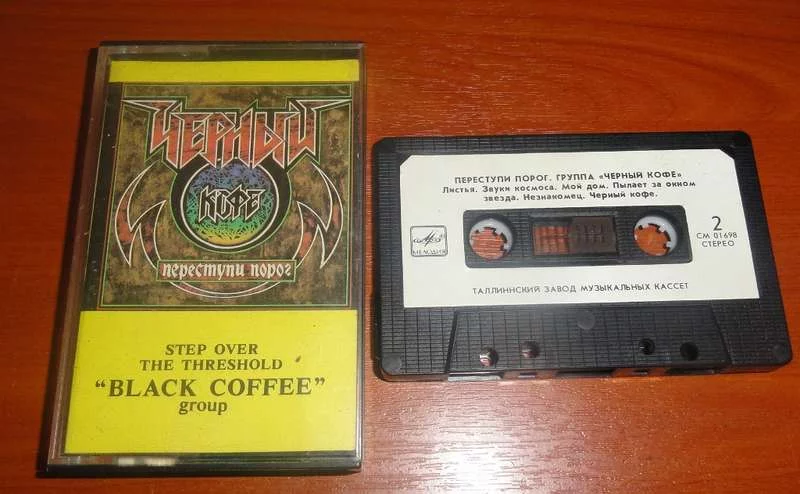 ЧЕРНЫЙ
КОФЕ
переступи порог
STEP OVER
THE THRESHOLD
“BLACK COFFEE”
group
ПЕРЕСТУПИ ПОРОГ. ГРУППА «ЧЕРНЫЙ КОФЕ»
Листья. Звуки космоса. Мой дом. Пылает за окном
звезда. Незнакомец. Черный кофе.
МЕЛОДИЯ
2
СМ 01698
СТЕРЕО
ТАЛЛИННСКИЙ ЗАВОД МУЗЫКАЛЬНЫХ КАССЕТ